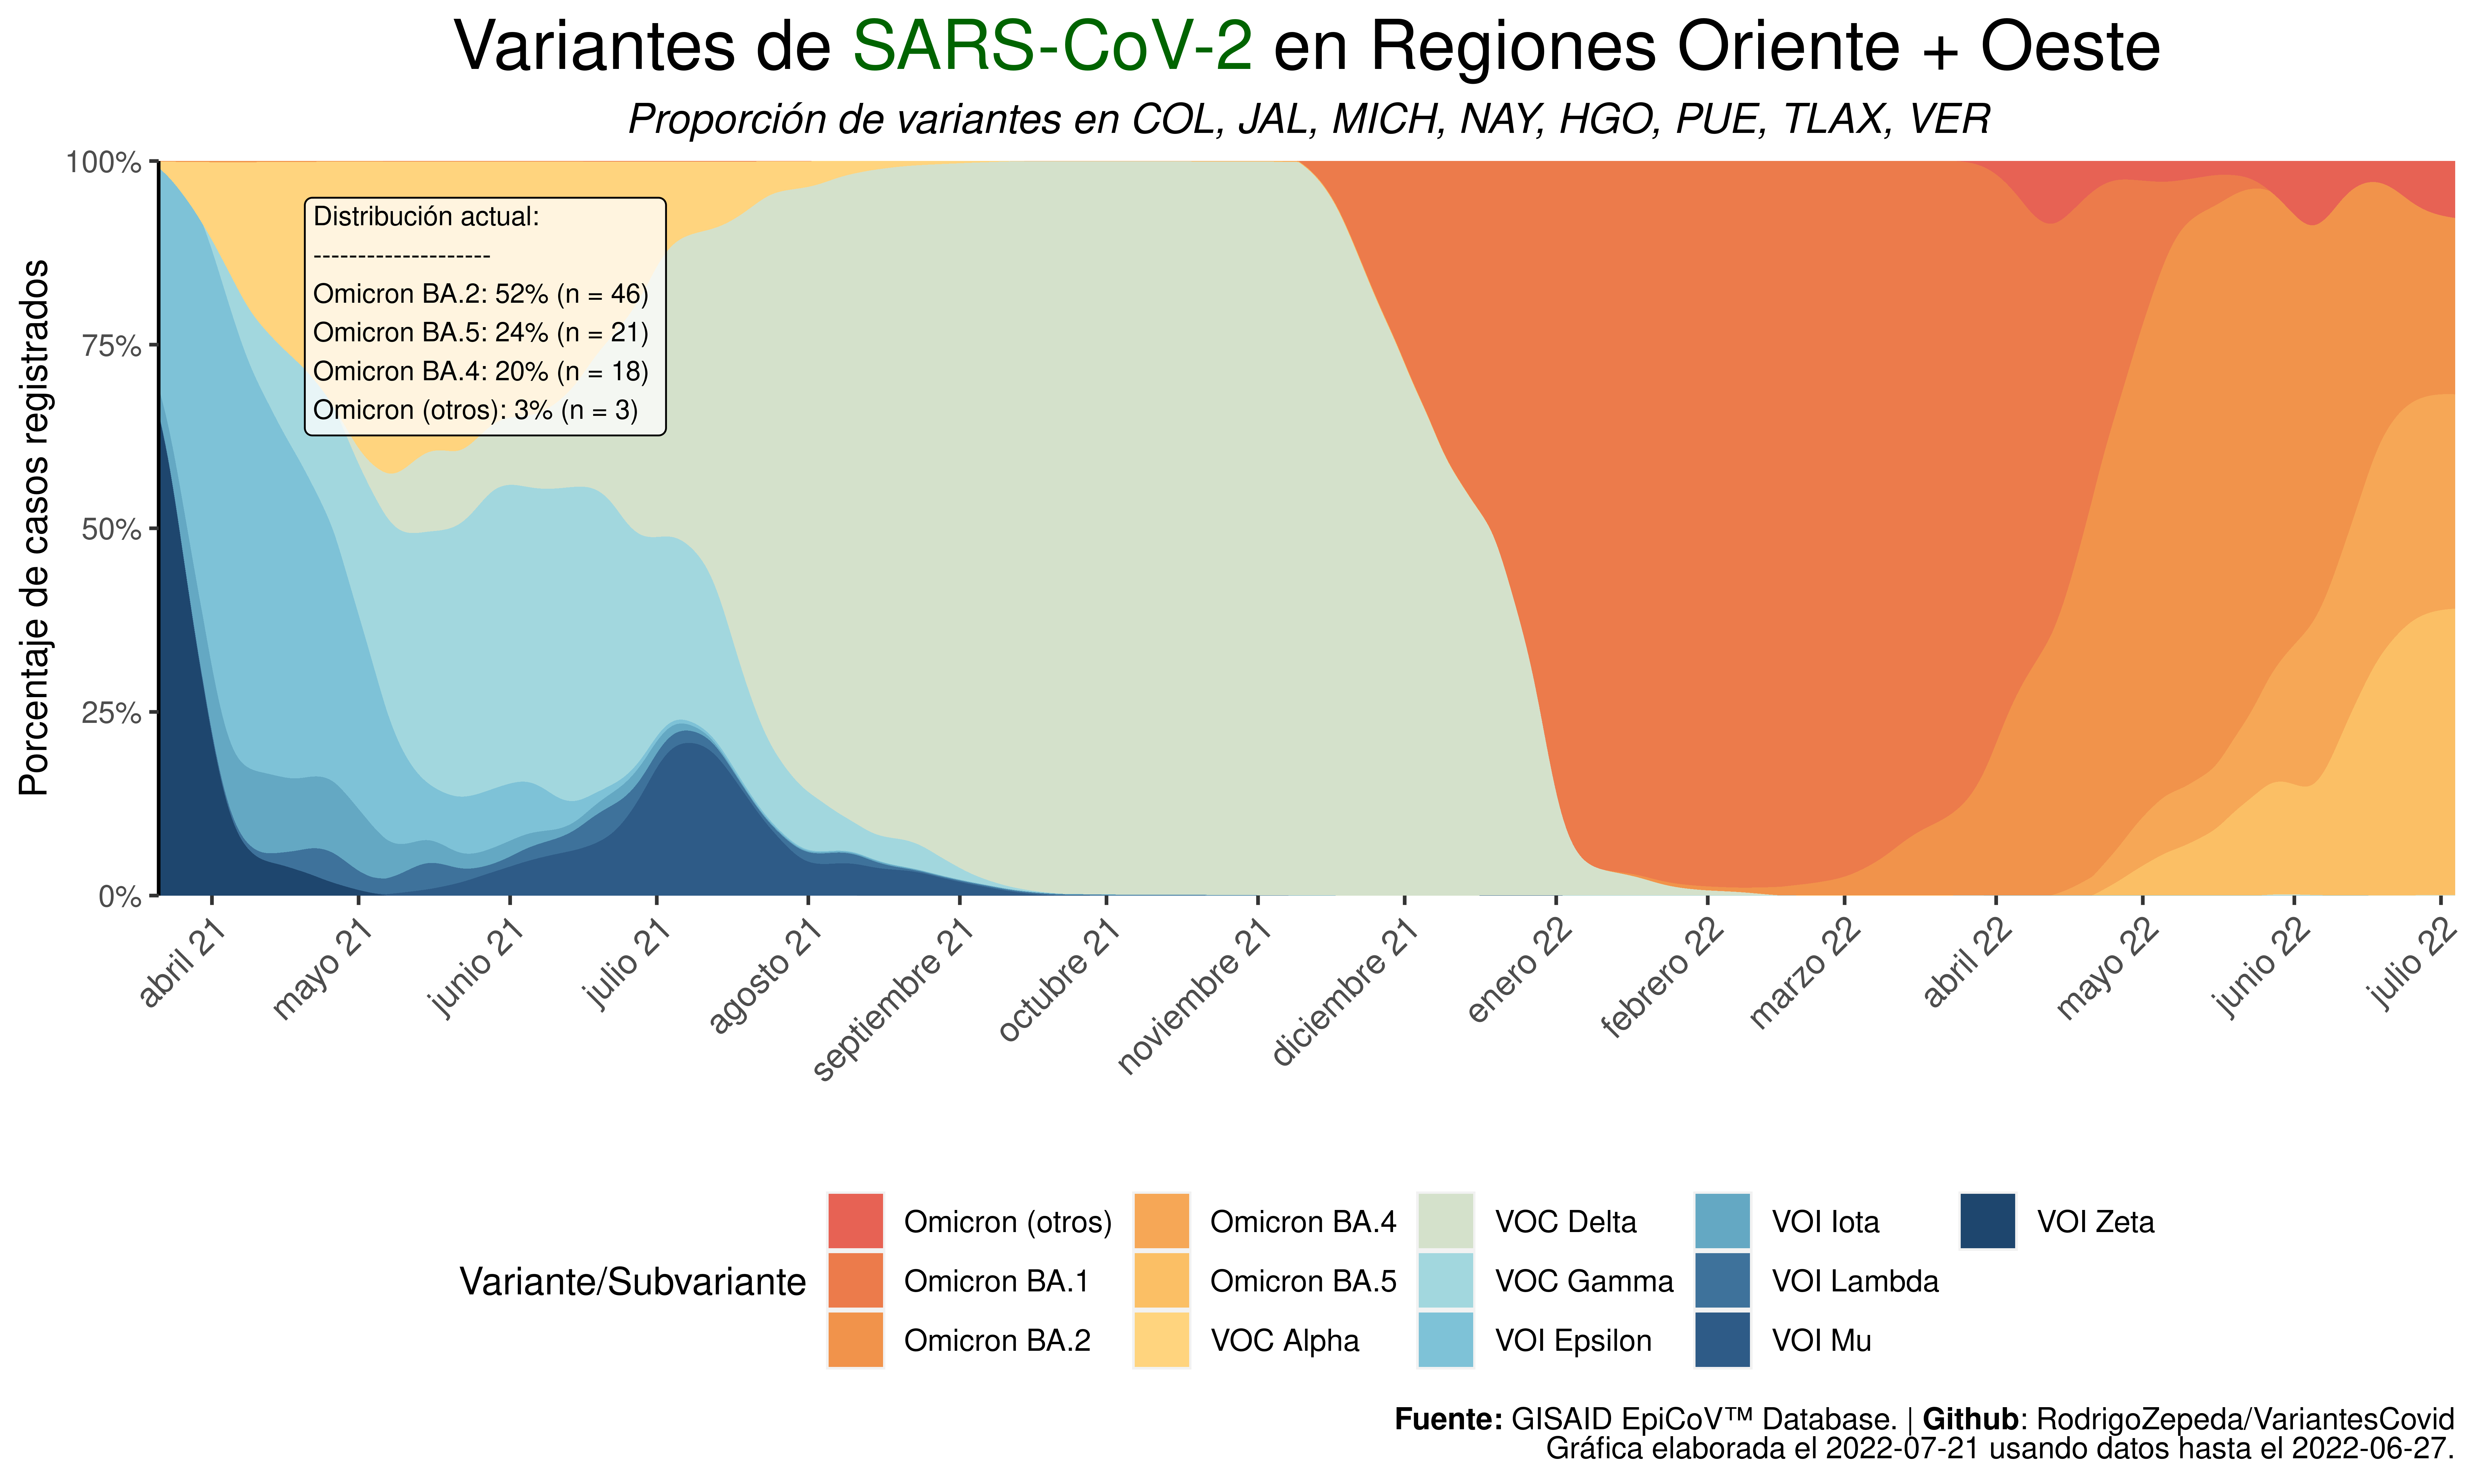 Variantes de SARS-CoV-2 en Regiones Oriente + Oeste
Proporción de variantes en COL, JAL, MICH, NAY, HGO, PUE, TLAX, VER
Porcentaje de casos registrados
100%
75%
50%
25%
0%
Distribución actual:
---------------------
Omicron BA.2: 52% (n = 46)
Omicron BA.5: 24% (n = 21)
Omicron BA.4: 20% (n = 18)
Omicron (otros): 3% (n = 3)
abril 21
mayo 21
junio 21
julio 21
agosto 21
septiembre 21
octubre 21
noviembre 21
diciembre 21
enero 22
febrero 22
marzo 22
abril 22
mayo 22
junio 22
julio 22
Variante/Subvariante
Omicron (otros)
Omicron BA.1
Omicron BA.2
Omicron BA.4
Omicron BA.5
VOC Alpha
VOC Delta
VOC Gamma
VOI Epsilon
VOI Iota
VOI Lambda
VOI Mu
VOI Zeta
Fuente: GISAID EpiCoV™ Database. | Github: RodrigoZepeda/VariantesCovid
Gráfica elaborada el 2022-07-21 usando datos hasta el 2022-06-27.